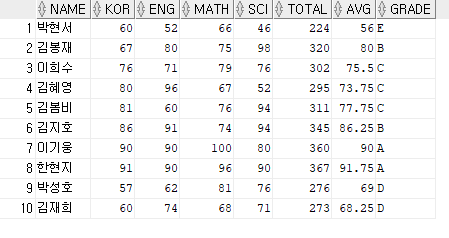 NAME KOR ENG MATH SCI TOTAL AVG GRADE
1 박현서 60 52 66 46 224 56 E
2 김봉재 67 80 75 98 320 80 B
3 이희수 76 71 79 76 302 75.5 C
4 김혜영 80 96 67 52 295 73.75 C
5 김봄비 81 60 76 94 311 77.75 C
6 김지호 86 91 74 94 345 86.25 B
7 이기웅 90 90 100 80 360 90 A
8 한현지 91 90 96 90 367 91.75 A
9 박성호 57 62 81 76 276 69 D
10 김재희 60 74 68 71 273 68.25 D